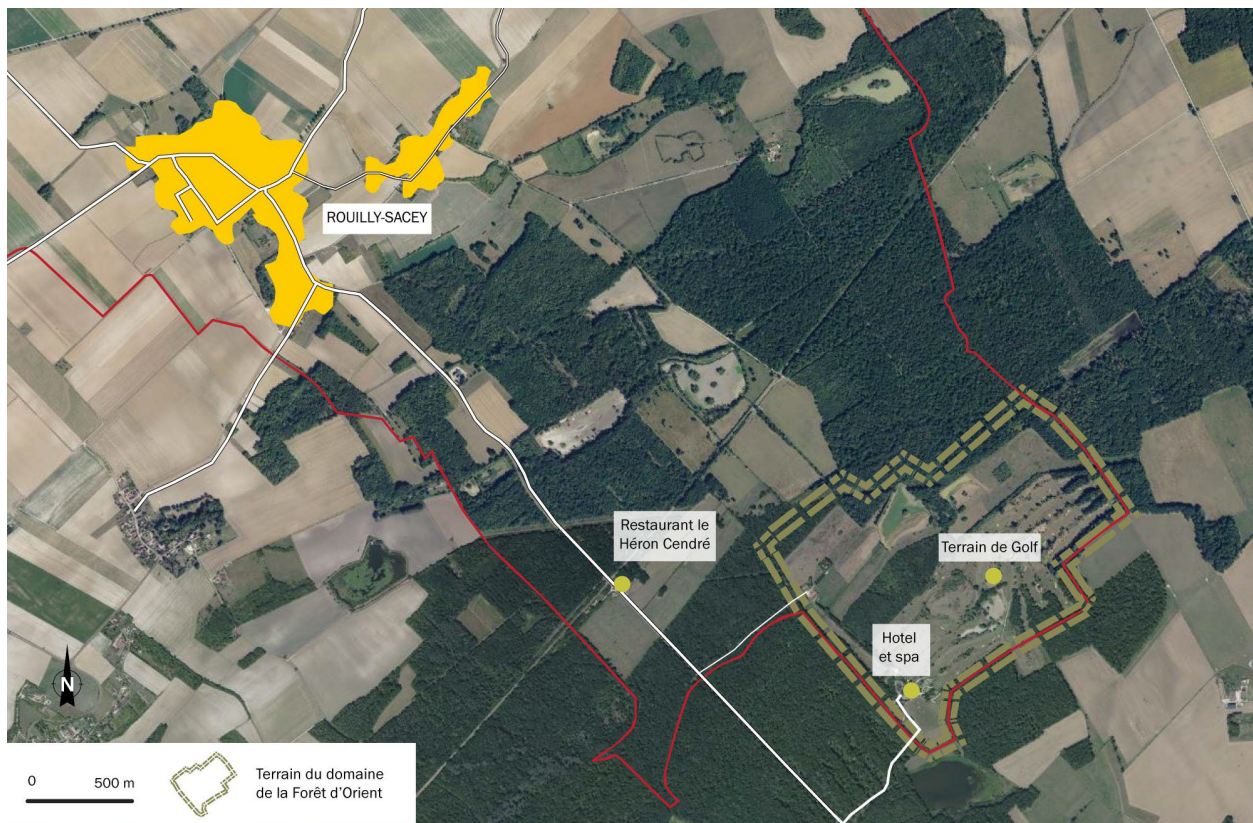 ROUILLY-SACEY
Restaurant le
Héron Cendré
Terrain de Golf
Hotel
et spa
N
0 500 m
Terrain du domaine
de la Forêt d'Orient